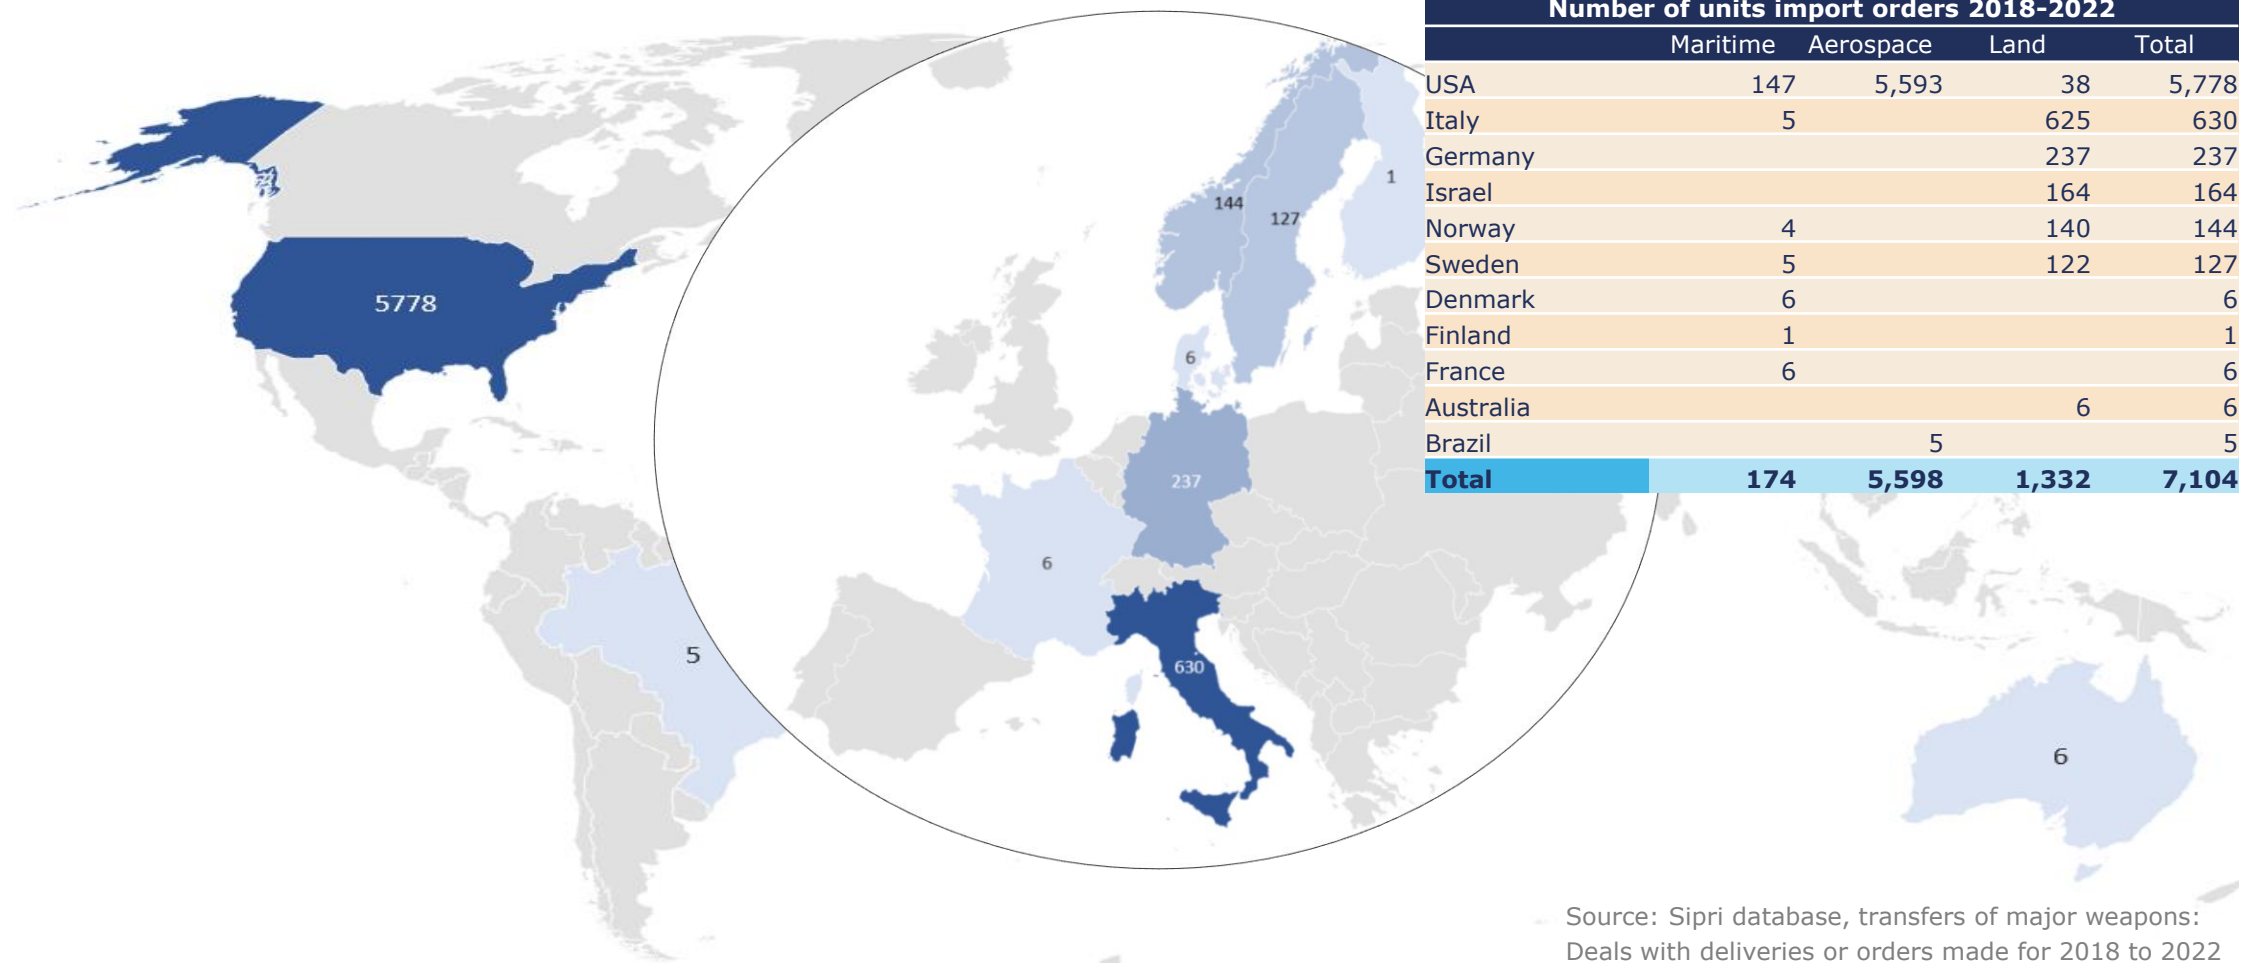 Number of units import orders 2018-2022
Maritime Aerospace Land Total
USA 147 5,593 38 5,778
Italy 5 625 630
Germany 237 237
Israel 164 164
Norway 4 140 144
Sweden 5 122 127
Denmark 6 6
Finland 1 1
France 6 6
Australia 6 6
Brazil 5 5
Total 174 5,598 1,332 7,104
1
144
127
5778
6
237
6
5
630
6
Source: Sipri database, transfers of major weapons:
Deals with deliveries or orders made for 2018 to 2022